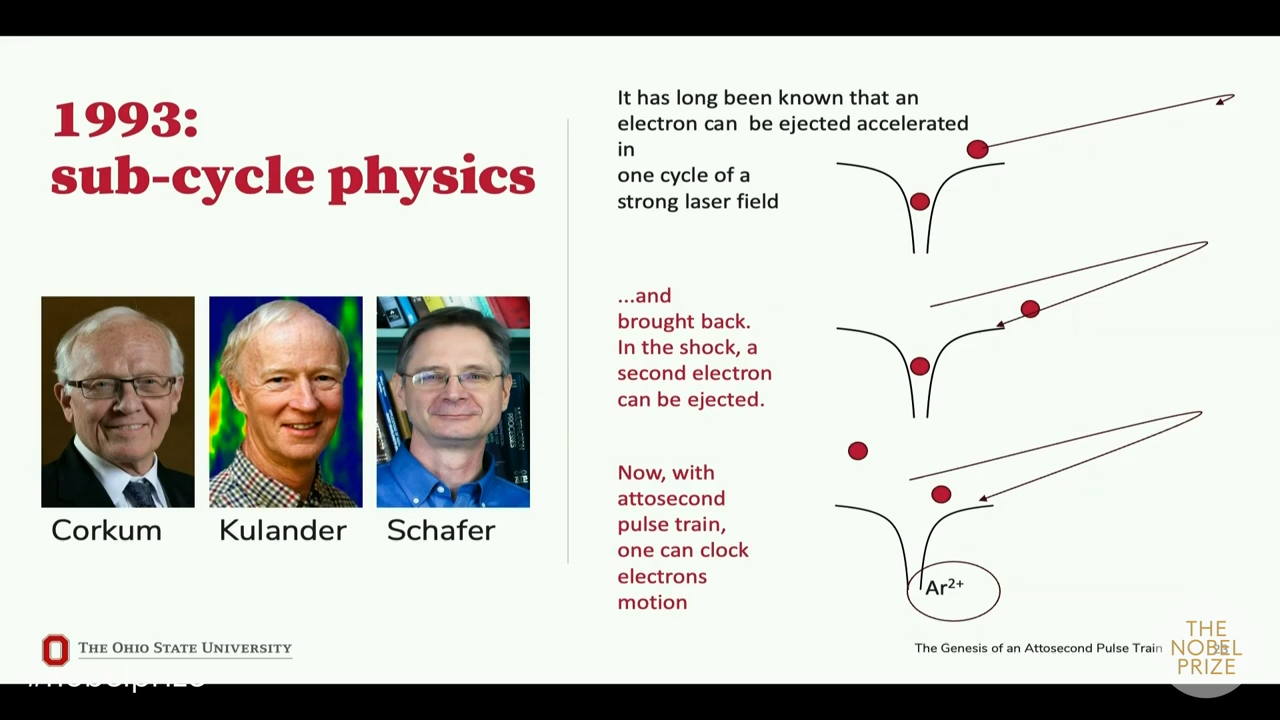 1993:
sub-cycle physics
Corkum
Kulander
Schafer
It has long been known that an
electron can be ejected accelerated
in
one cycle of a
strong laser field
...and
brought back.
In the shock, a
second electron
can be ejected.
Now, with
attosecond
pulse train,
one can clock
electrons
motion
Ar²⁺
THE OHIO STATE UNIVERSITY
The Genesis of an Attosecond Pulse Train
THE
NOBEL
PRIZE
#nobelprize